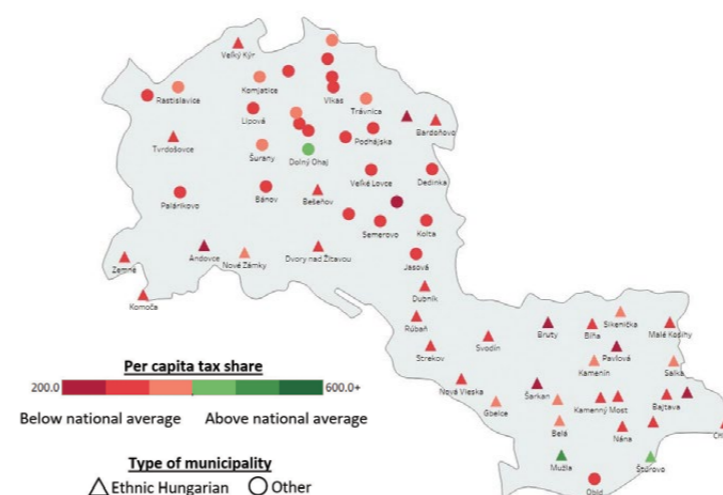 Veľký Kýr
Komjatice
Rastislavice
Vlkas
Trávnica
Lipová
Bardoňovo
Podhájska
Tvrdošovce
Šurany
Dolný Ohaj
Veľké Lovce
Dedinka
Palárikovo
Bánov
Bešeňov
Semerovo
Kolta
Andovce
Nové Zámky
Dvory nad Žitavou
Jasová
Zemné
Komoča
Dubník
Rúbaň
Strekov
Svodín
Bruty
Bíňa
Sikenička
Malé Kosihy
Pavlová
Kamenín
Salka
Nová Vieska
Gbelce
Šarkan
Kamenný Most
Bajtava
Belá
Nána
Mužla
Štúrovo
Obid
Per capita tax share
200.0 600.0+
Below national average Above national average
Type of municipality
Ethnic Hungarian Other